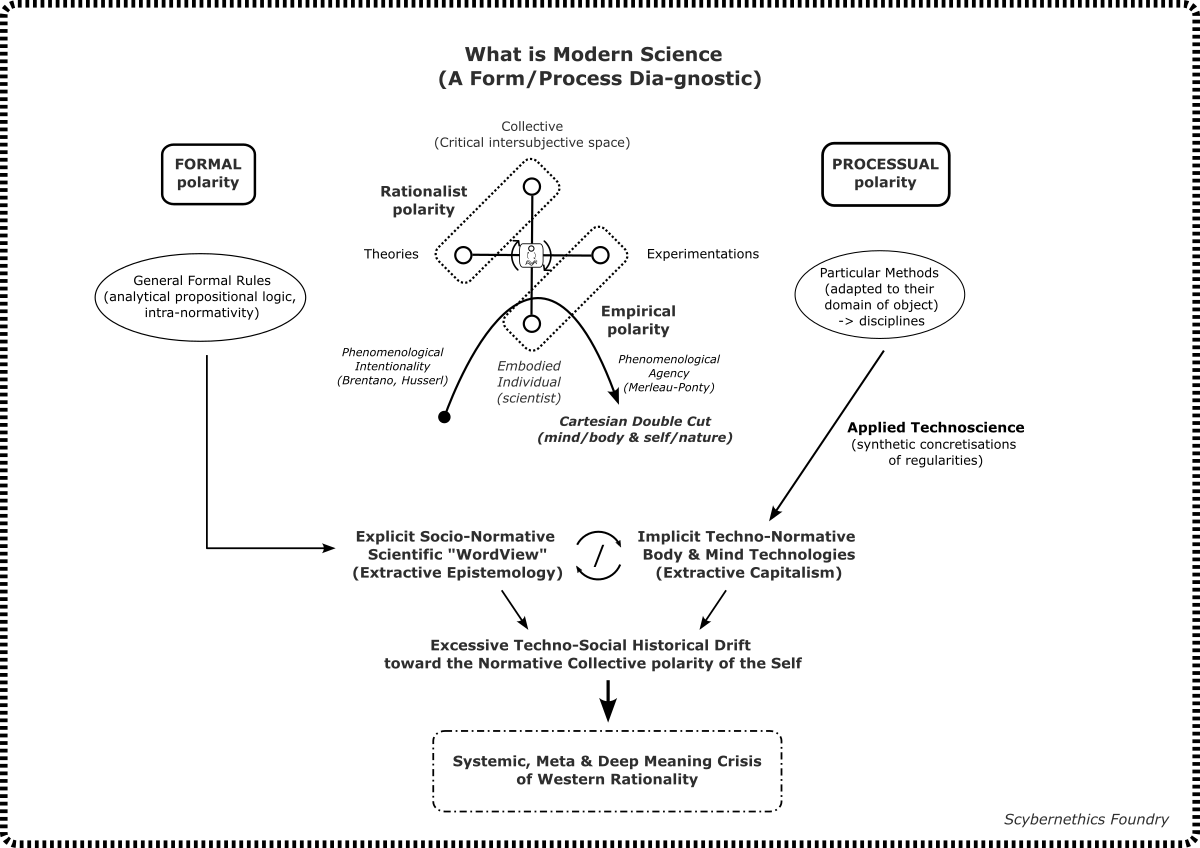 What is Modern Science
(A Form/Process Dia-gnostic)
Collective
(Critical intersubjective space)
FORMAL
polarity
PROCESSUAL
polarity
Rationalist
polarity
Theories
Experimentations
General Formal Rules
(analytical propositional logic,
intra-normativity)
Particular Methods
(adapted to their
domain of object)
-> disciplines
Empirical
polarity
Phenomenological
Intentionality
(Brentano, Husserl)
Embodied
Individual
(scientist)
Phenomenological
Agency
(Merleau-Ponty)
Cartesian Double Cut
(mind/body & self/nature)
Applied Technoscience
(synthetic concretisations
of regularities)
Explicit Socio-Normative
Scientific "WordView"
(Extractive Epistemology)
/
Implicit Techno-Normative
Body & Mind Technologies
(Extractive Capitalism)
Excessive Techno-Social Historical Drift
toward the Normative Collective polarity of the Self
Systemic, Meta & Deep Meaning Crisis
of Western Rationality
Scybernethics Foundry